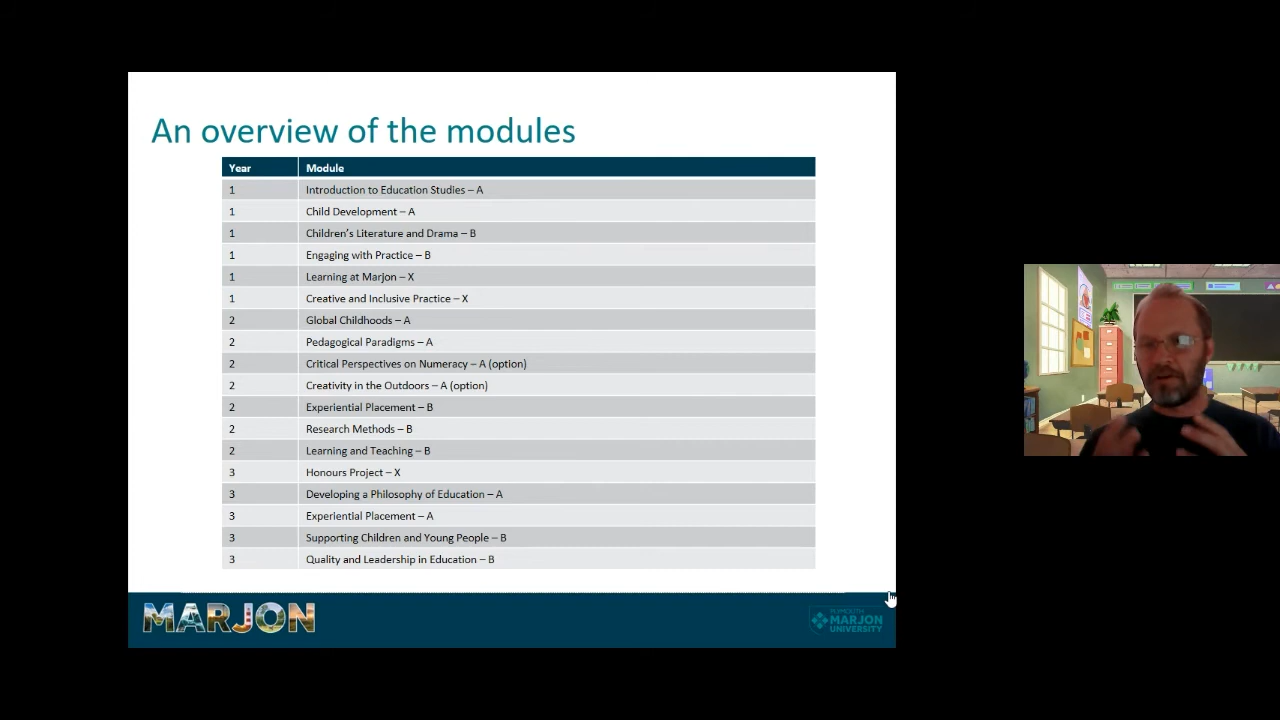 An overview of the modules
Year Module
1 Introduction to Education Studies – A
1 Child Development – A
1 Children's Literature and Drama – B
1 Engaging with Practice – B
1 Learning at Marjon – X
1 Creative and Inclusive Practice – X
2 Global Childhoods – A
2 Pedagogical Paradigms – A
2 Critical Perspectives on Numeracy – A (option)
2 Creativity in the Outdoors – A (option)
2 Experiential Placement – B
2 Research Methods – B
2 Learning and Teaching – B
3 Honours Project – X
3 Developing a Philosophy of Education – A
3 Experiential Placement – A
3 Supporting Children and Young People – B
3 Quality and Leadership in Education – B
MARJON
PLYMOUTH
MARJON
UNIVERSITY